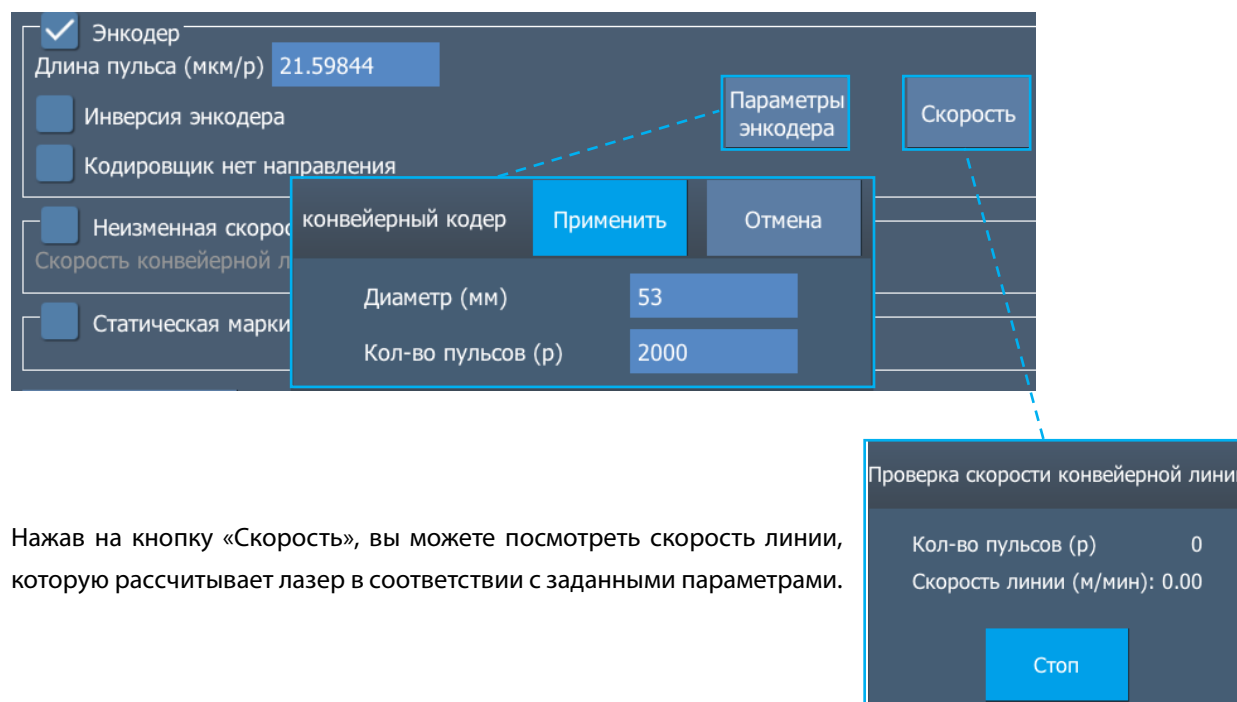 Энкодер
Длина пульса (мкм/р) 21.59844
Инверсия энкодера
Кодировщик нет направления
Параметры
энкодера
Скорость
конвейерный кодер Применить Отмена
Диаметр (мм) 53
Кол-во пульсов (р) 2000
Неизменная скорос
Скорость конвейерной л
Статическая марки
Проверка скорости конвейерной лини
Кол-во пульсов (р) 0
Скорость линии (м/мин): 0.00
Стоп
Нажав на кнопку «Скорость», вы можете посмотреть скорость линии,
которую рассчитывает лазер в соответствии с заданными параметрами.